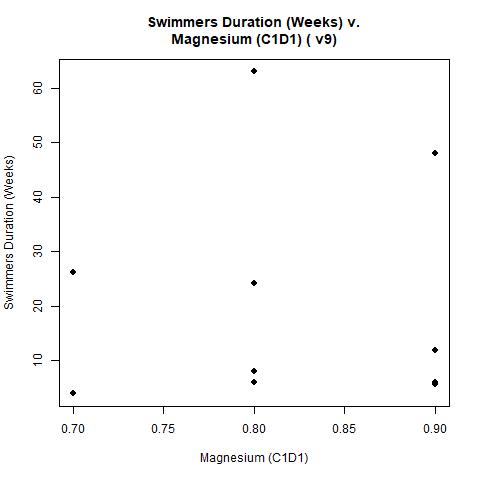 Swimmers Duration (Weeks) v.
Magnesium (C1D1) ( v9)
Swimmers Duration (Weeks)
60
50
40
30
20
10
0.70 0.75 0.80 0.85 0.90
Magnesium (C1D1)